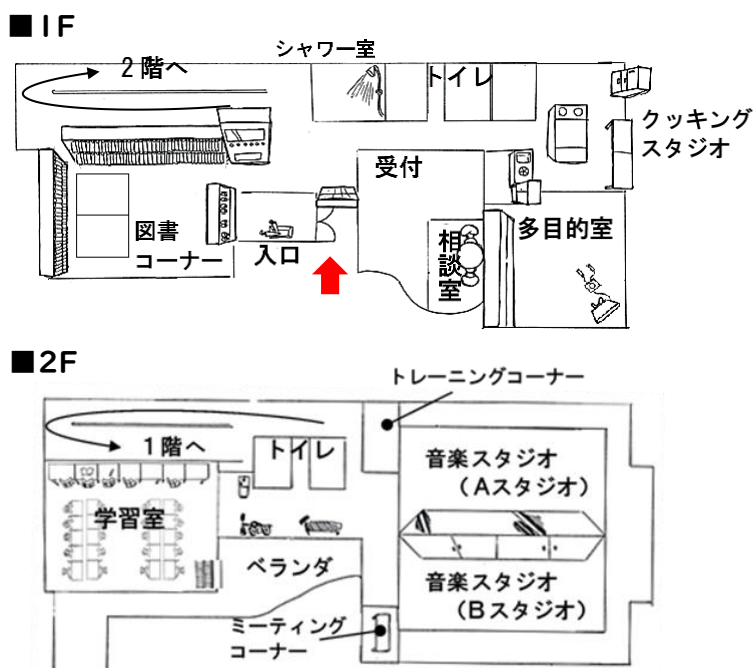 ■1F
シャワー室
2階へ
トイレ
クッキング
スタジオ
受付
図書
コーナー
入口
相談室
多目的室
■2F
トレーニングコーナー
1階へ
トイレ
音楽スタジオ
（Aスタジオ）
学習室
ベランダ
音楽スタジオ
（Bスタジオ）
ミーティング
コーナー